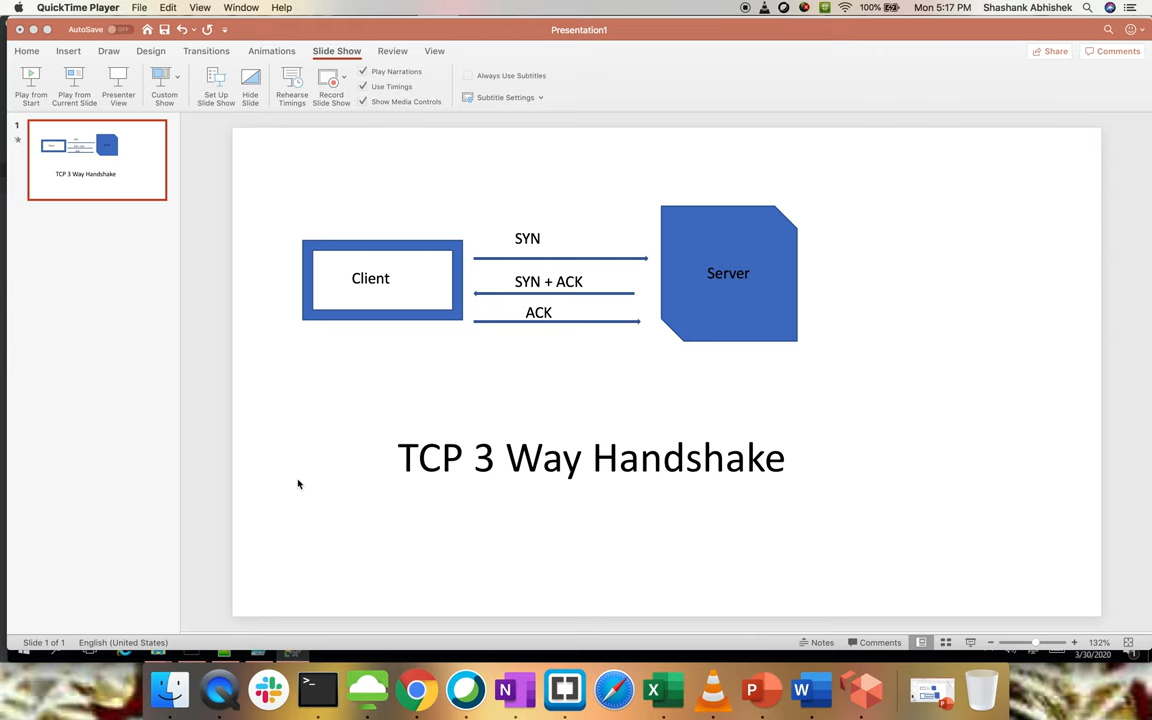 QuickTime Player File Edit View Window Help 100% Mon 5:17 PM Shashank Abhishek
AutoSave OFF Presentation1
Home Insert Draw Design Transitions Animations Slide Show Review View Share Comments
Play from Start
Play from Current Slide
Presenter View
Custom Show
Set Up Slide Show
Hide Slide
Rehearse Timings
Record Slide Show
Play Narrations
Use Timings
Show Media Controls
Always Use Subtitles
Subtitle Settings
1
TCP 3 Way Handshake
SYN
Client
SYN + ACK
Server
ACK
TCP 3 Way Handshake
Slide 1 of 1 English (United States) Notes Comments 132%
3/30/2020